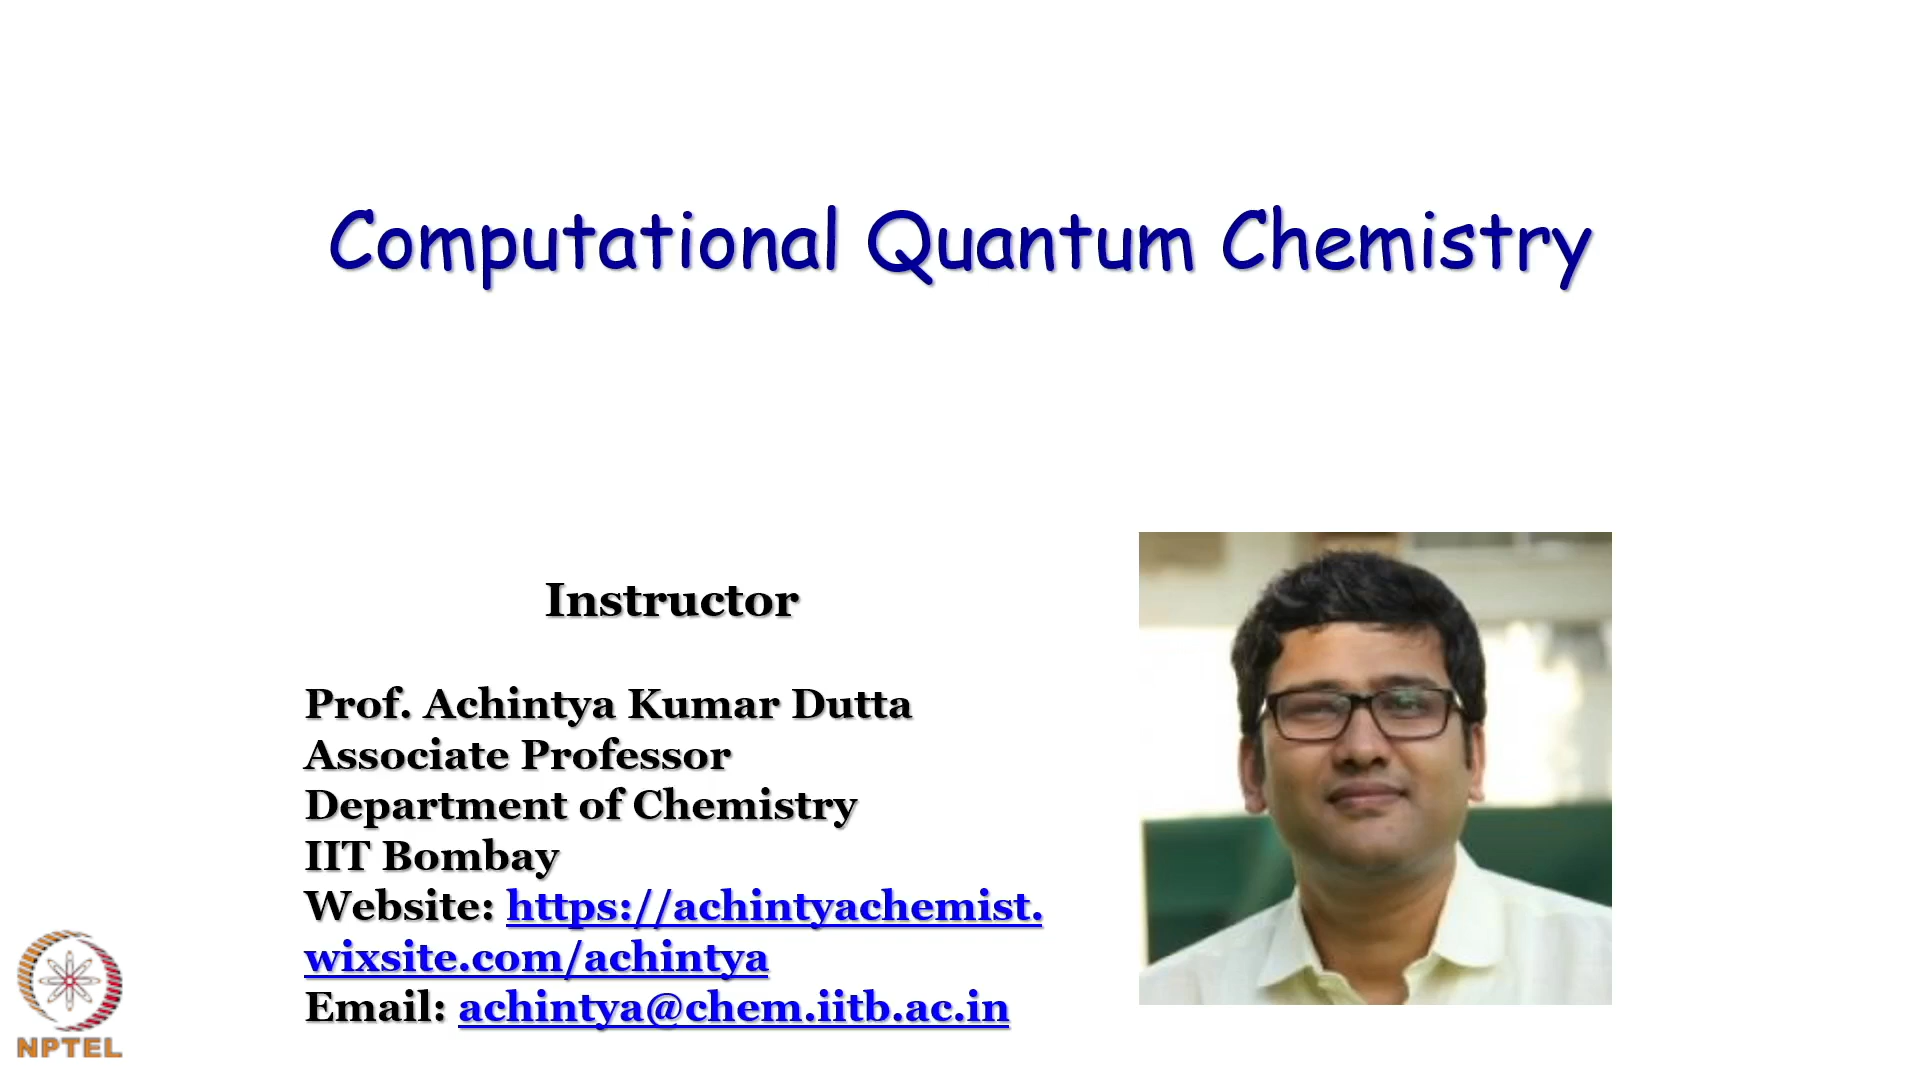 Computational Quantum Chemistry
Instructor
Prof. Achintya Kumar Dutta
Associate Professor
Department of Chemistry
IIT Bombay
Website: https://achintyachemist.
wixsite.com/achintya
Email: achintya@chem.iitb.ac.in
NPTEL